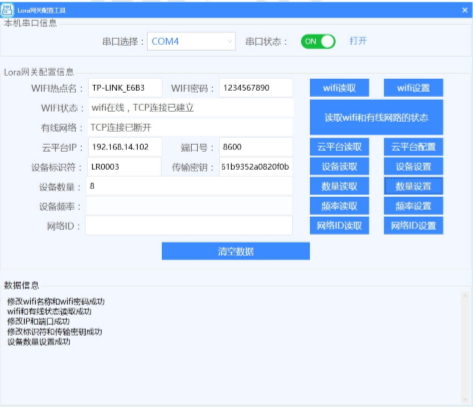 Lora网关配置工具
本机串口信息
串口选择： COM4 串口状态： ON 打开
Lora网关配置信息
WIFI热点名： TP-LINK_E6B3 WIFI密码： 1234567890 wifi读取 wifi设置
WIFI状态： wifi在线，TCP连接已建立 读取wifi和有线网络的状态
有线网络： TCP连接已断开
云平台IP： 192.168.14.102 端口号： 8600 云平台读取 云平台配置
设备标识符： LR0003 传输密钥： 61b9352a0820f0b 设备读取 设备设置
设备数量： 8 数量读取 数量设置
设备频率： 频率读取 频率设置
网络ID： 网络ID读取 网络ID设置
清空数据
数据信息
修改wifi名称和wifi密码成功
wifi和有线状态读取成功
修改IP和端口成功
修改标识符和传输密钥成功
设备数量设置成功